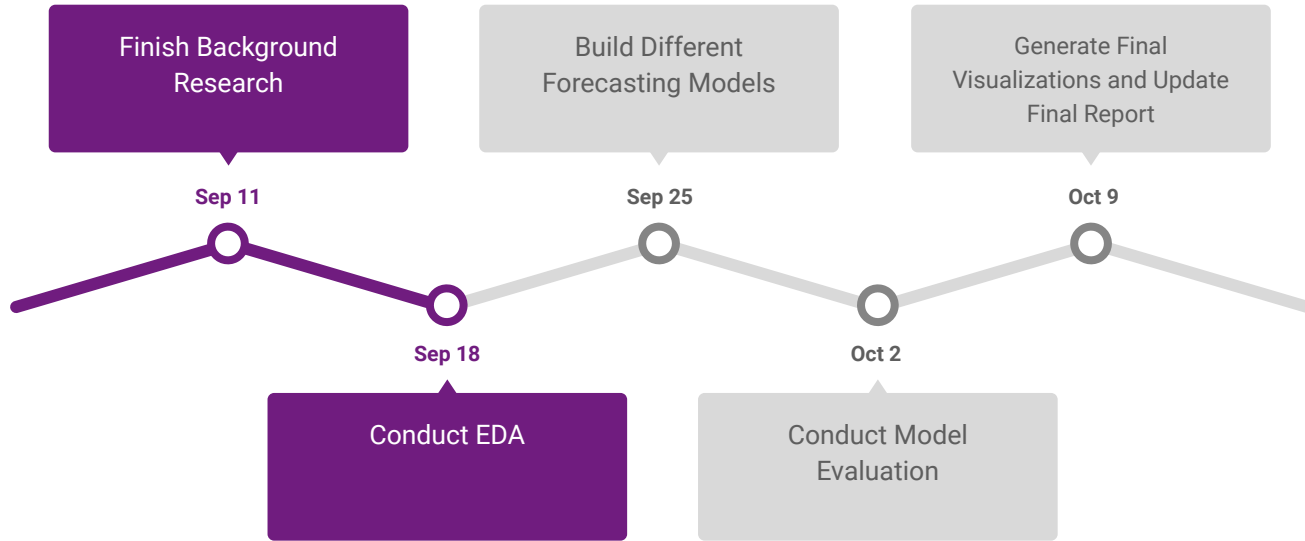 Finish Background
Research
Build Different
Forecasting Models
Generate Final
Visualizations and Update
Final Report
Sep 11
Sep 25
Oct 9
Sep 18
Oct 2
Conduct EDA
Conduct Model
Evaluation